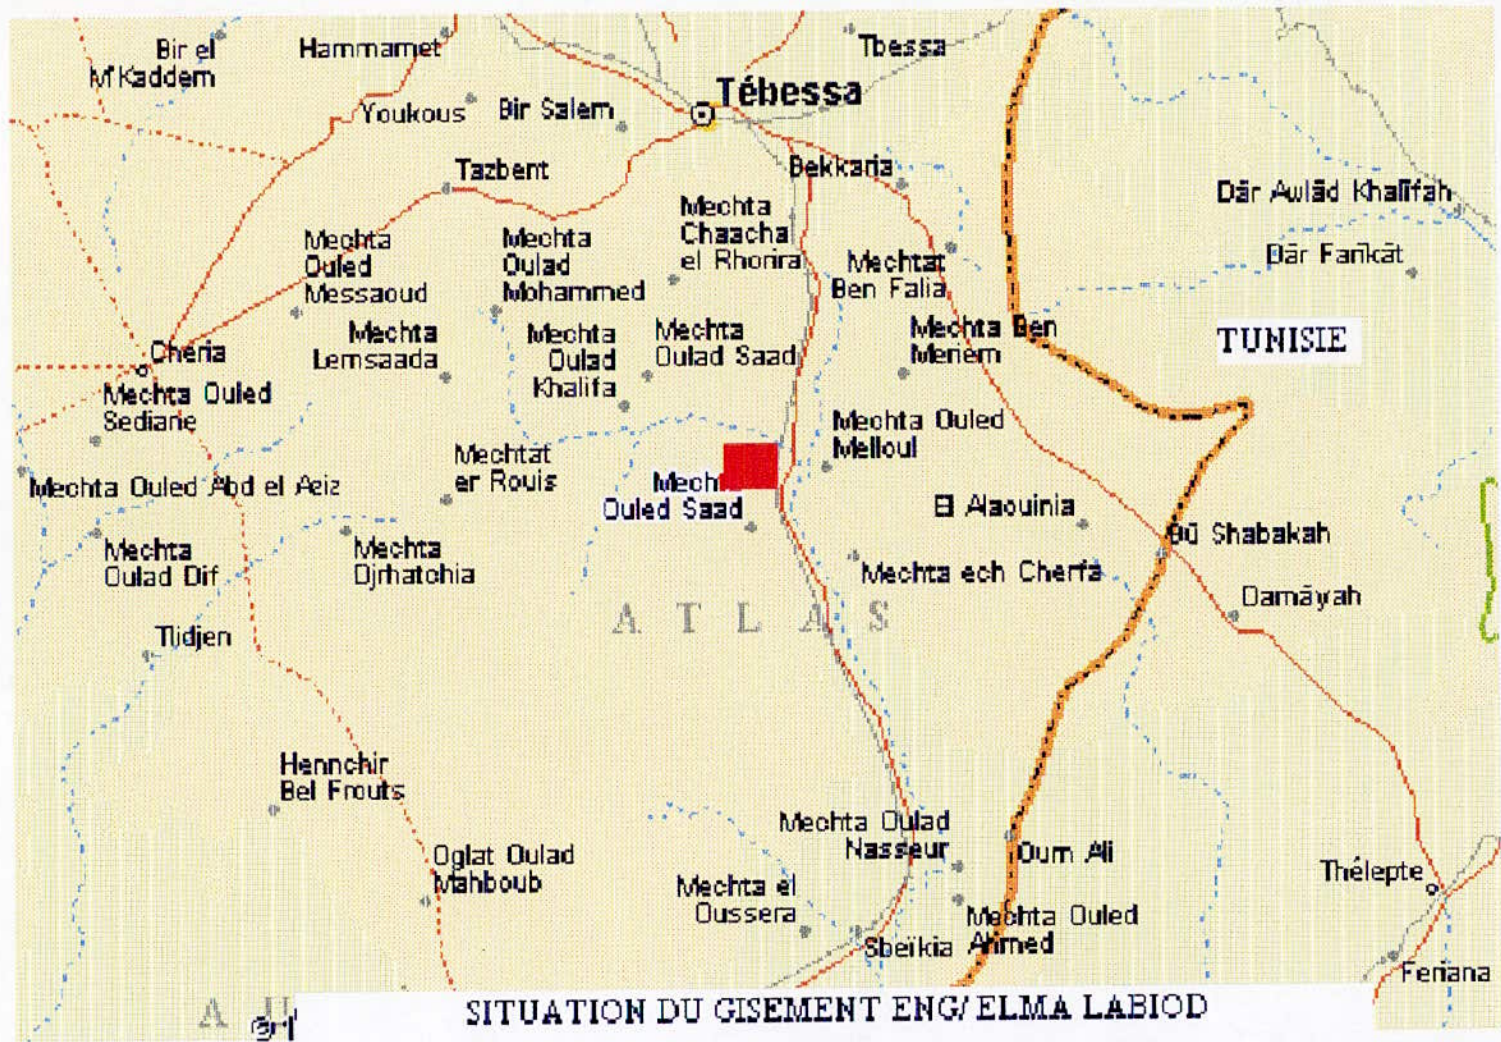 Bir el
M'Kaddem
Hammamet
Tbessa
Tébessa
Youkous
Bir Salem
Tazbent
Bekkaria
Dār Awlād Khalīfah
Dār Farīkāt
Mechta
Ouled
Messaoud
Mechta
Oulad
Mohammed
Mechta
Chaacha
el Rhorira
Mechtat
Ben Falia
Mechta
Lemsaada
Mechta
Oulad
Khalifa
Mechta
Oulad Saad
Mechta Ben
Meriem
TUNISIE
Cheria
Mechta Ouled
Sediane
Mechta Ouled
Melloul
Mechtat
er Rouis
Mech
Ouled Saad
Mechta Ouled Abd el Aziz
El Alaouinia
Bū Shabakah
Mechta
Oulad Dif
Mechta
Djrhatchia
Mechta ech Cherfa
Damāyah
ATLAS
Tlidjen
Hennchir
Bel Frouts
Mechta Oulad
Nasseur
Oum Ali
Oglat Oulad
Mahboub
Mechta el
Oussera
Thélepte
Mechta Ouled
Ahmed
Sbeïkia
Feriana
A
SITUATION DU GISEMENT ENG/ELMA LABIOD